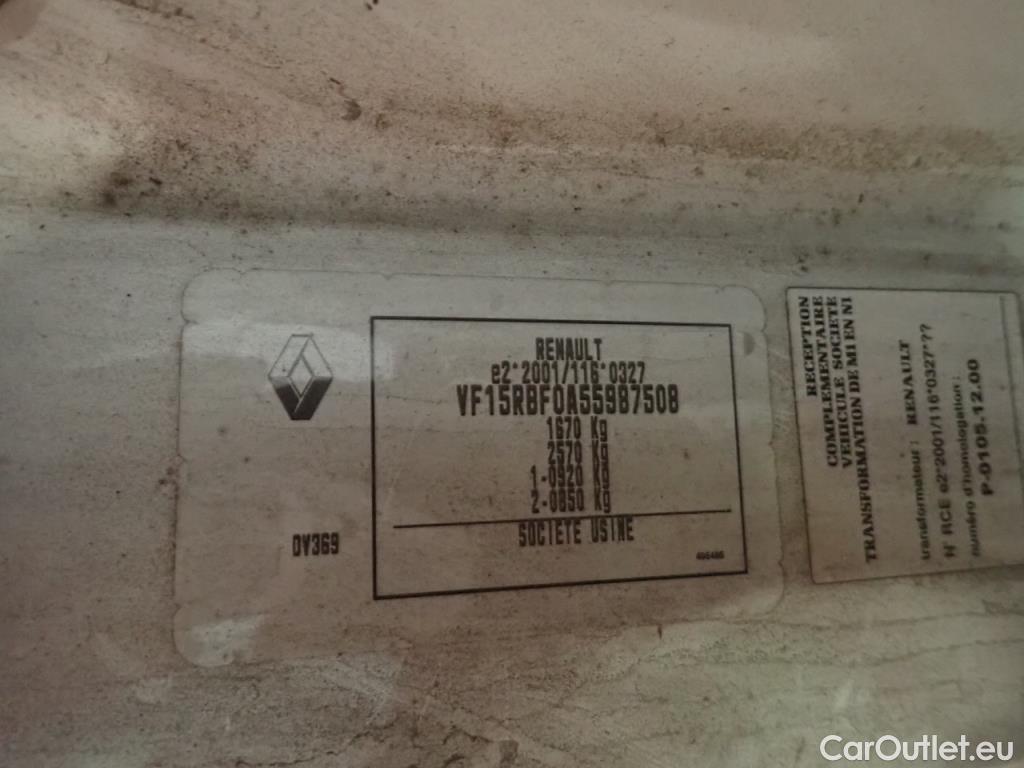 RENAULT
e2*2001/116*0327
VF15RBF0A55987508
1670 Kg
2570 Kg
1-0920 Kg
2-0850 Kg
SOCIETE USINE
DV369
RECEPTION
COMPLEMENTAIRE
VEHICULE SOCIETE
TRANSFORMATION DE M1 EN N1
transformateur : RENAULT
N° RCE e2*2001/116*0327*??
numéro d'homologation :
P-0105.12.00
CarOutlet.eu